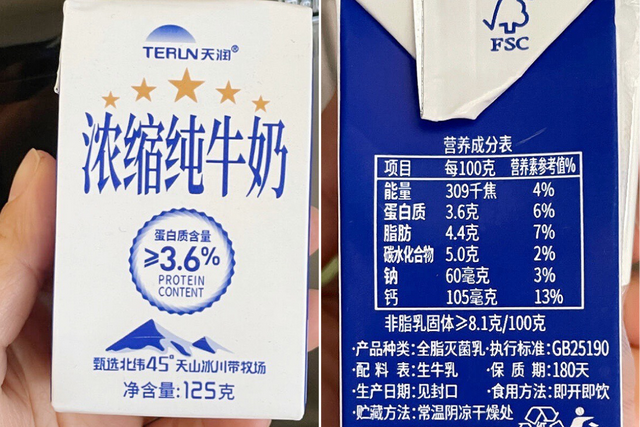 TERUN天润®
浓缩纯牛奶
蛋白质含量
≥3.6%
PROTEIN
CONTENT
甄选北纬45°天山冰川带牧场
净含量:125克
FSC
营养成分表
项目 每100克 营养素参考值%
能量 309千焦 4%
蛋白质 3.6克 6%
脂肪 4.4克 7%
碳水化合物 5.0克 2%
钠 60毫克 3%
钙 105毫克 13%
非脂乳固体≥8.1克/100克
·产品种类:全脂灭菌乳·执行标准:GB25190
·配料表:生牛乳 ·保质期:180天
·生产日期:见封口 ·食用方法:即开即饮
·贮藏方法:常温阴凉干燥处